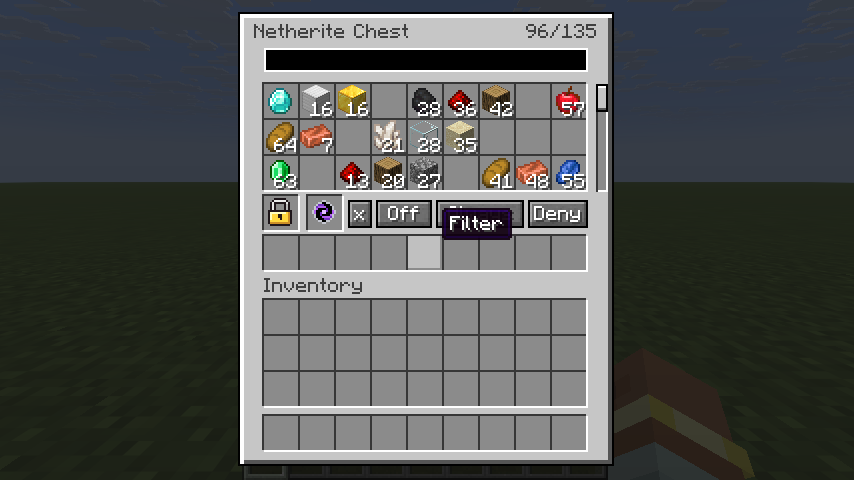 Netherite Chest 96/135
16 16 38 36 42 57
64 7 21 28 35
63 13 20 27 41 48 55
x Off Deny
Filter
Inventory